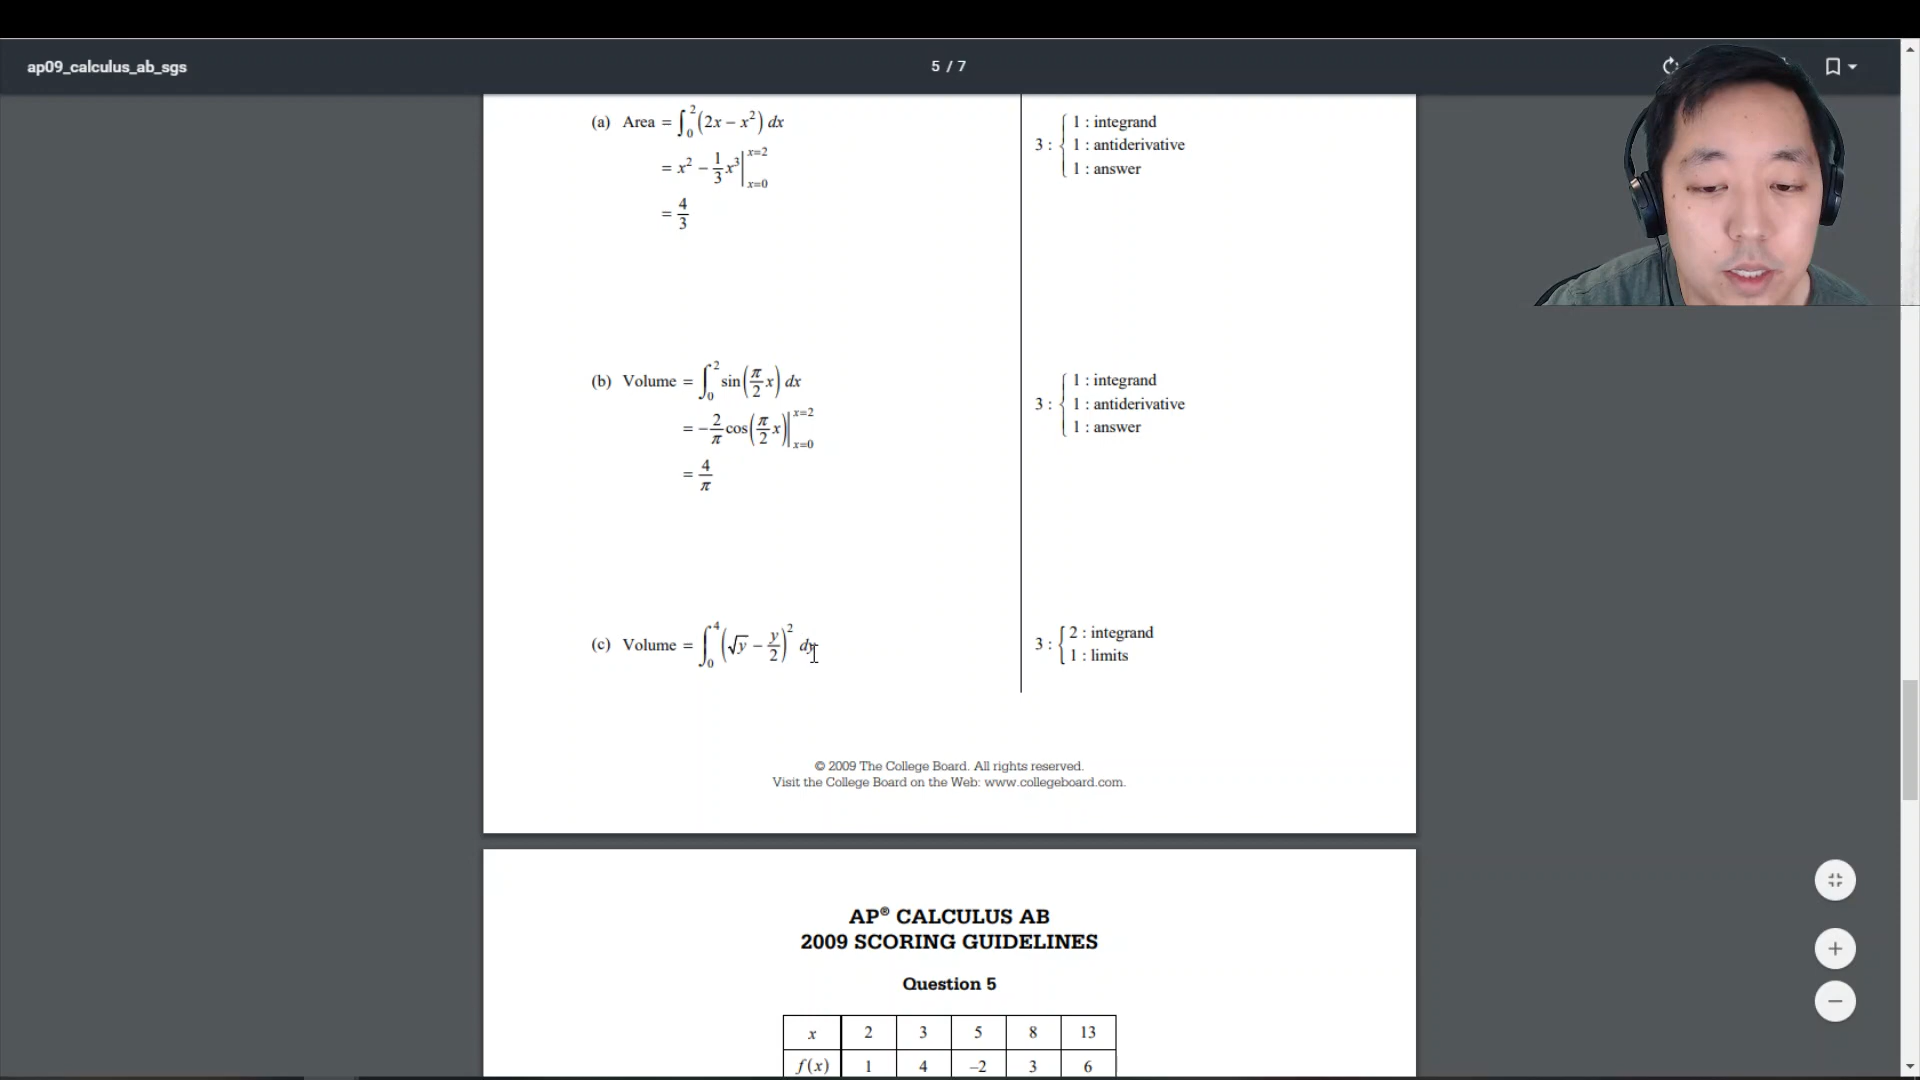 ap09_calculus_ab_sgs
5 / 7
(a) Area = ∫₀² (2x − x²) dx
= x² − 1/3 x³ |ₓ₌₀ˣ⁼²
= 4/3
3 : { 1 : integrand
1 : antiderivative
1 : answer
(b) Volume = ∫₀² sin(π/2 x) dx
= −2/π cos(π/2 x) |ₓ₌₀ˣ⁼²
= 4/π
3 : { 1 : integrand
1 : antiderivative
1 : answer
(c) Volume = ∫₀⁴ (√y − y/2)² dy
3 : { 2 : integrand
1 : limits
© 2009 The College Board. All rights reserved.
Visit the College Board on the Web: www.collegeboard.com.
AP® CALCULUS AB
2009 SCORING GUIDELINES
Question 5
x 2 3 5 8 13
f(x) 1 4 −2 3 6